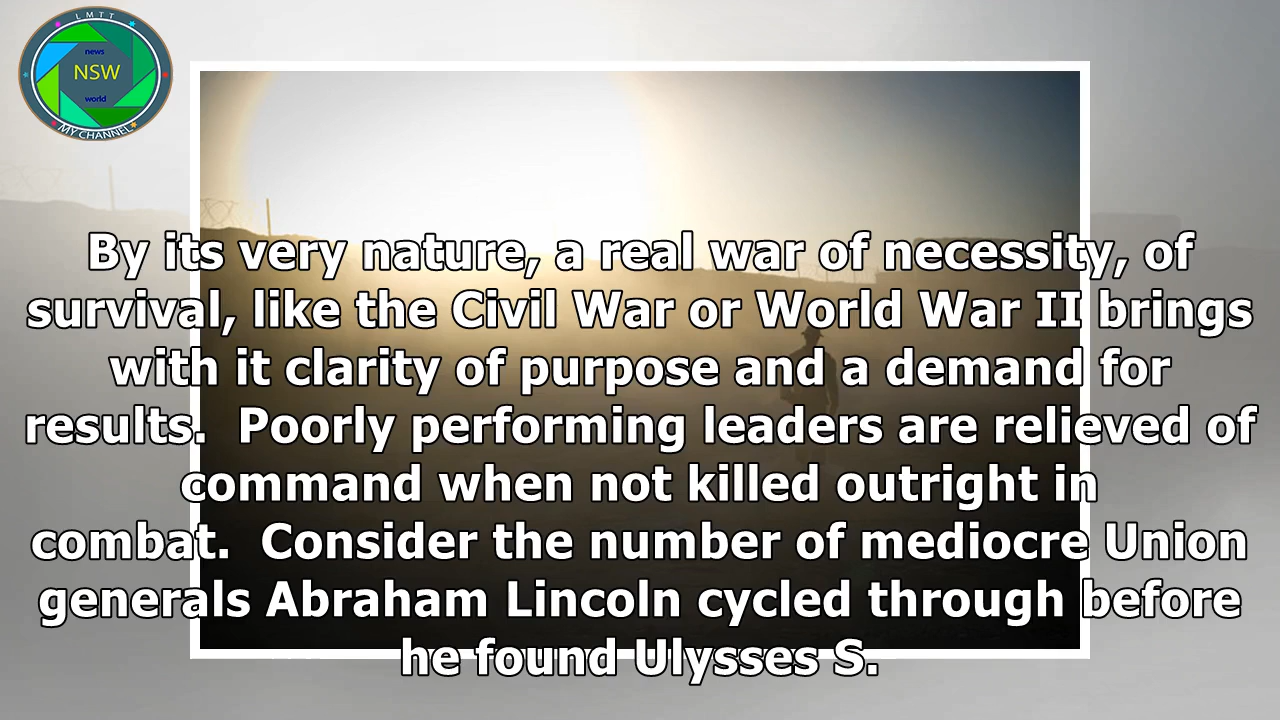 LMTT
news
NSW
world
MY CHANNEL
By its very nature, a real war of necessity, of
survival, like the Civil War or World War II brings
with it clarity of purpose and a demand for
results.  Poorly performing leaders are relieved of
command when not killed outright in
combat.  Consider the number of mediocre Union
generals Abraham Lincoln cycled through before
he found Ulysses S.